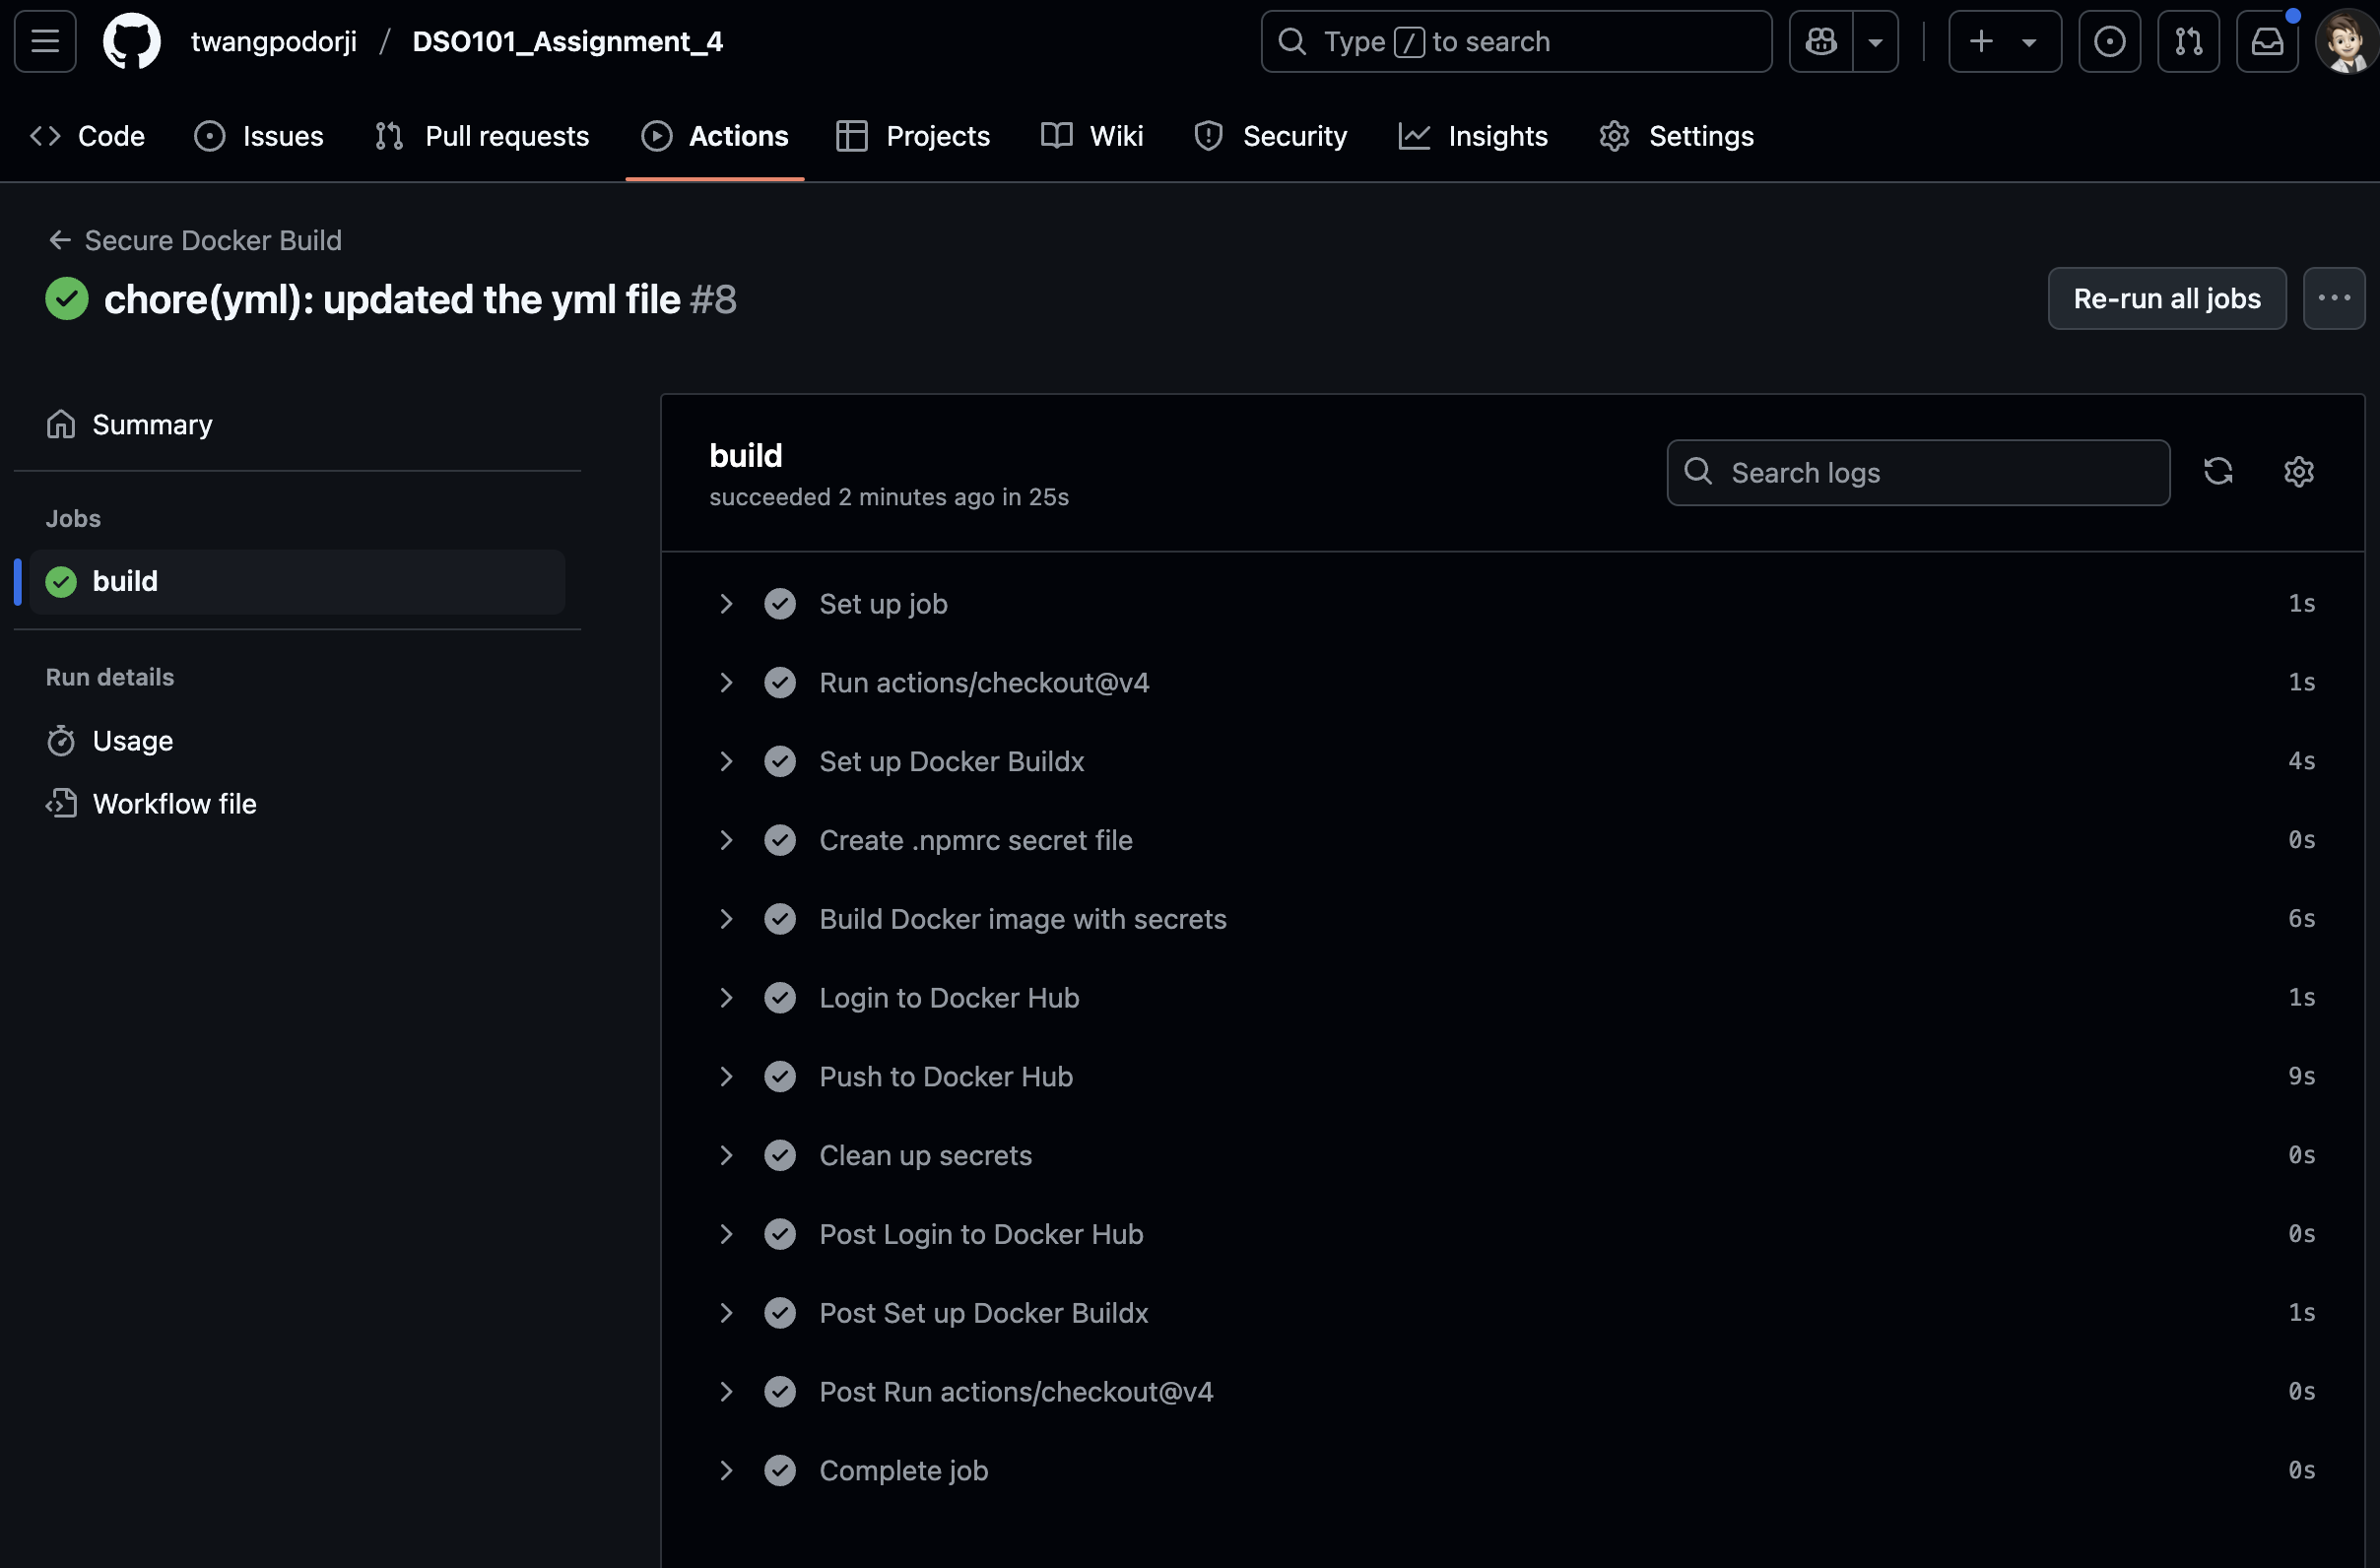 twangpodorji / DSO101_Assignment_4
Type / to search
Code Issues Pull requests Actions Projects Wiki Security Insights Settings
Secure Docker Build
chore(yml): updated the yml file #8
Re-run all jobs
Summary
Jobs
build
Run details
Usage
Workflow file
build
succeeded 2 minutes ago in 25s
Search logs
Set up job 1s
Run actions/checkout@v4 1s
Set up Docker Buildx 4s
Create .npmrc secret file 0s
Build Docker image with secrets 6s
Login to Docker Hub 1s
Push to Docker Hub 9s
Clean up secrets 0s
Post Login to Docker Hub 0s
Post Set up Docker Buildx 1s
Post Run actions/checkout@v4 0s
Complete job 0s